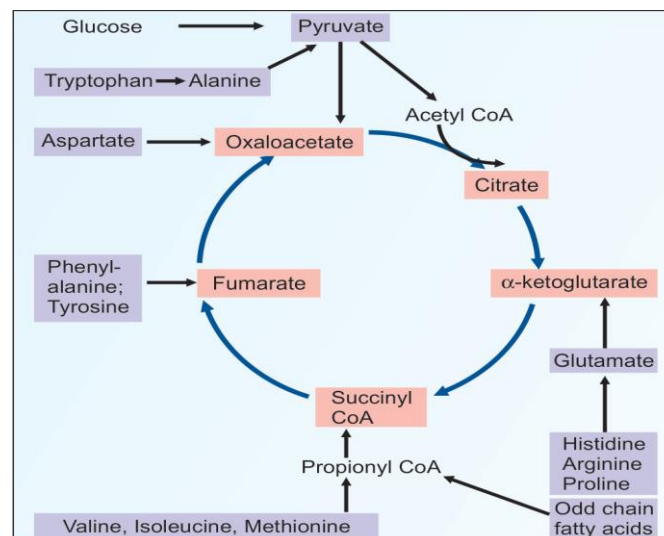 Glucose
Pyruvate
Tryptophan
Alanine
Acetyl CoA
Aspartate
Oxaloacetate
Citrate
Phenyl-
alanine;
Tyrosine
Fumarate
α-ketoglutarate
Glutamate
Succinyl
CoA
Histidine
Arginine
Proline
Propionyl CoA
Odd chain
fatty acids
Valine, Isoleucine, Methionine